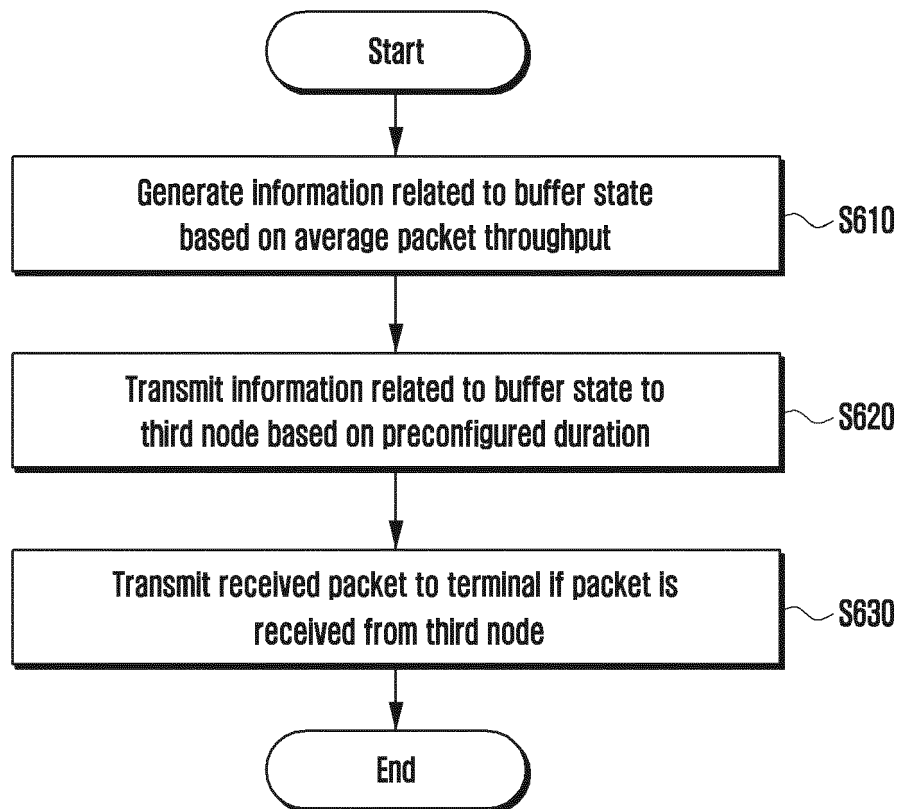 Start
Generate information related to buffer state
based on average packet throughput
S610
Transmit information related to buffer state to
third node based on preconfigured duration
S620
Transmit received packet to terminal if packet is
received from third node
S630
End